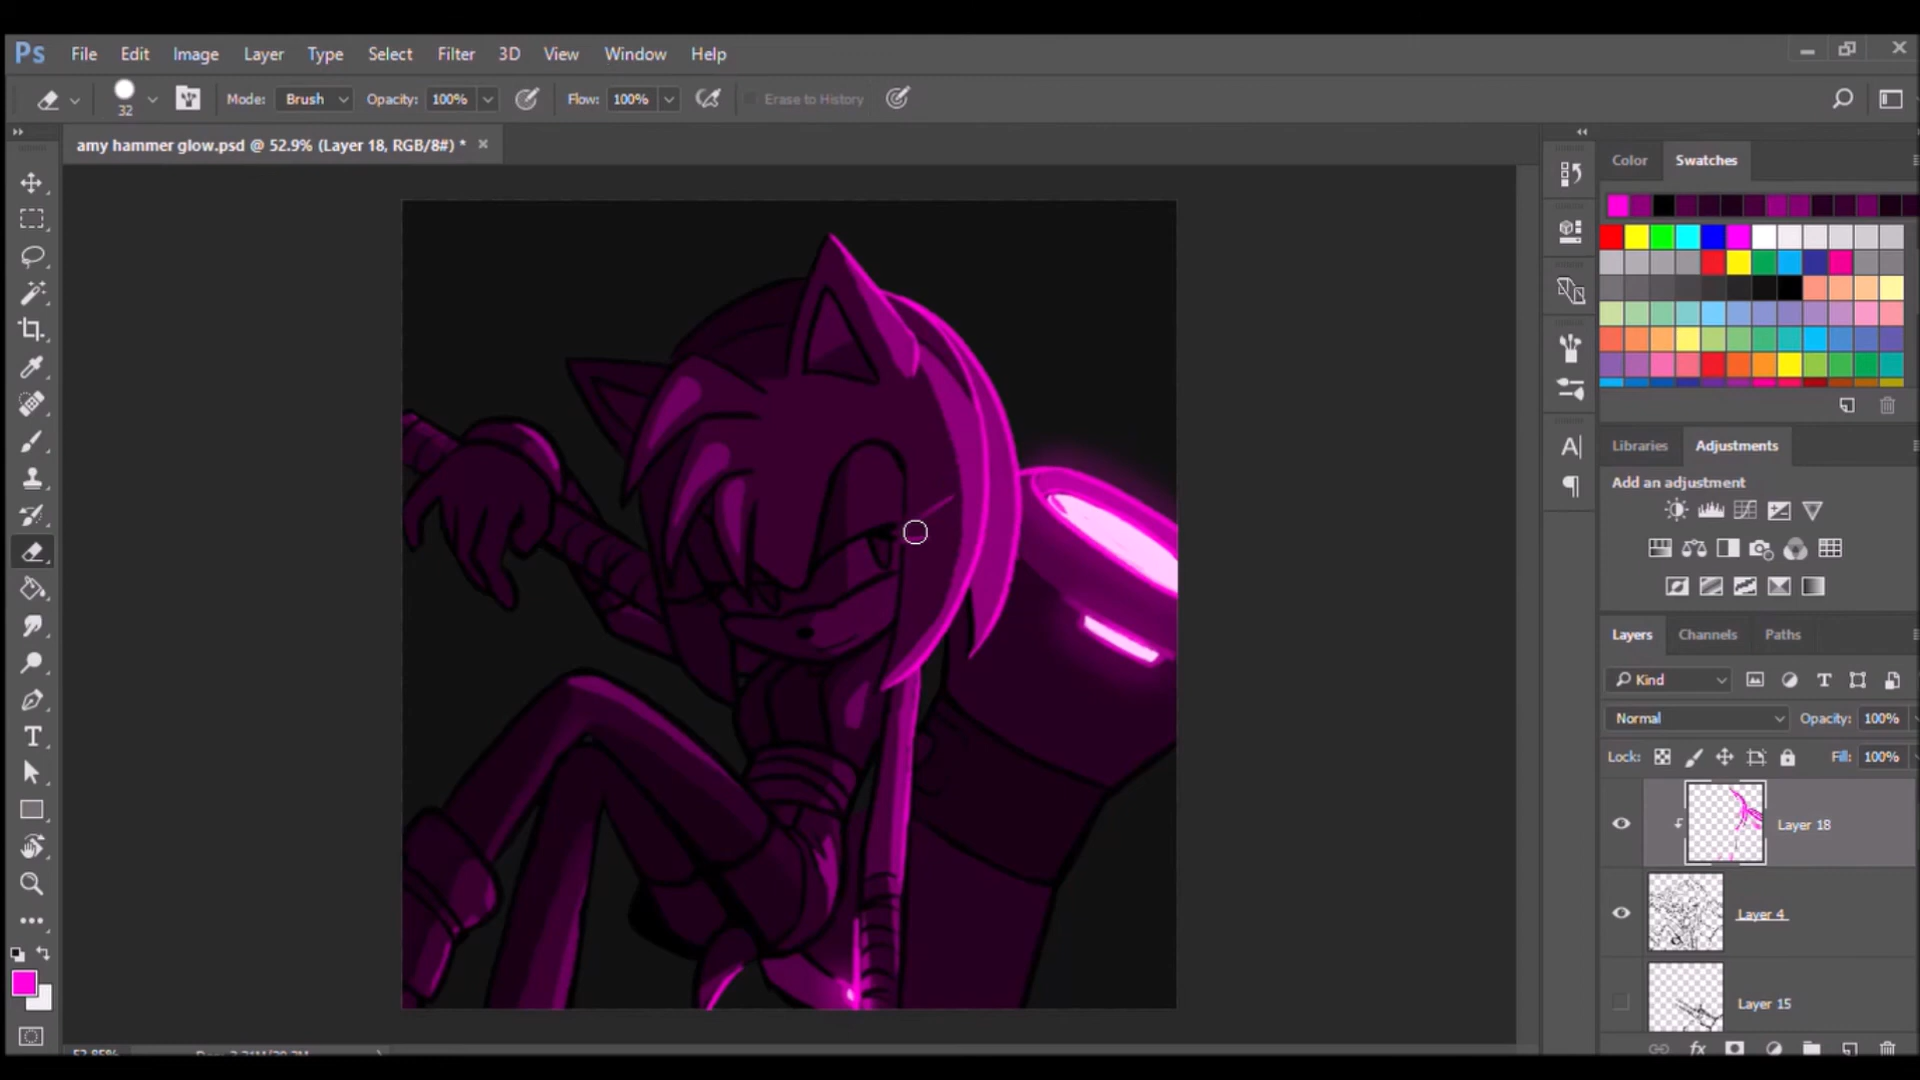 Ps File Edit Image Layer Type Select Filter 3D View Window Help
32 Mode: Brush Opacity: 100% Flow: 100% Erase to History
amy hammer glow.psd @ 52.9% (Layer 18, RGB/8#) * ×
Color Swatches
Libraries Adjustments
Add an adjustment
Layers Channels Paths
Kind
Normal Opacity: 100%
Lock: Fill: 100%
Layer 18
Layer 4
Layer 15
fx